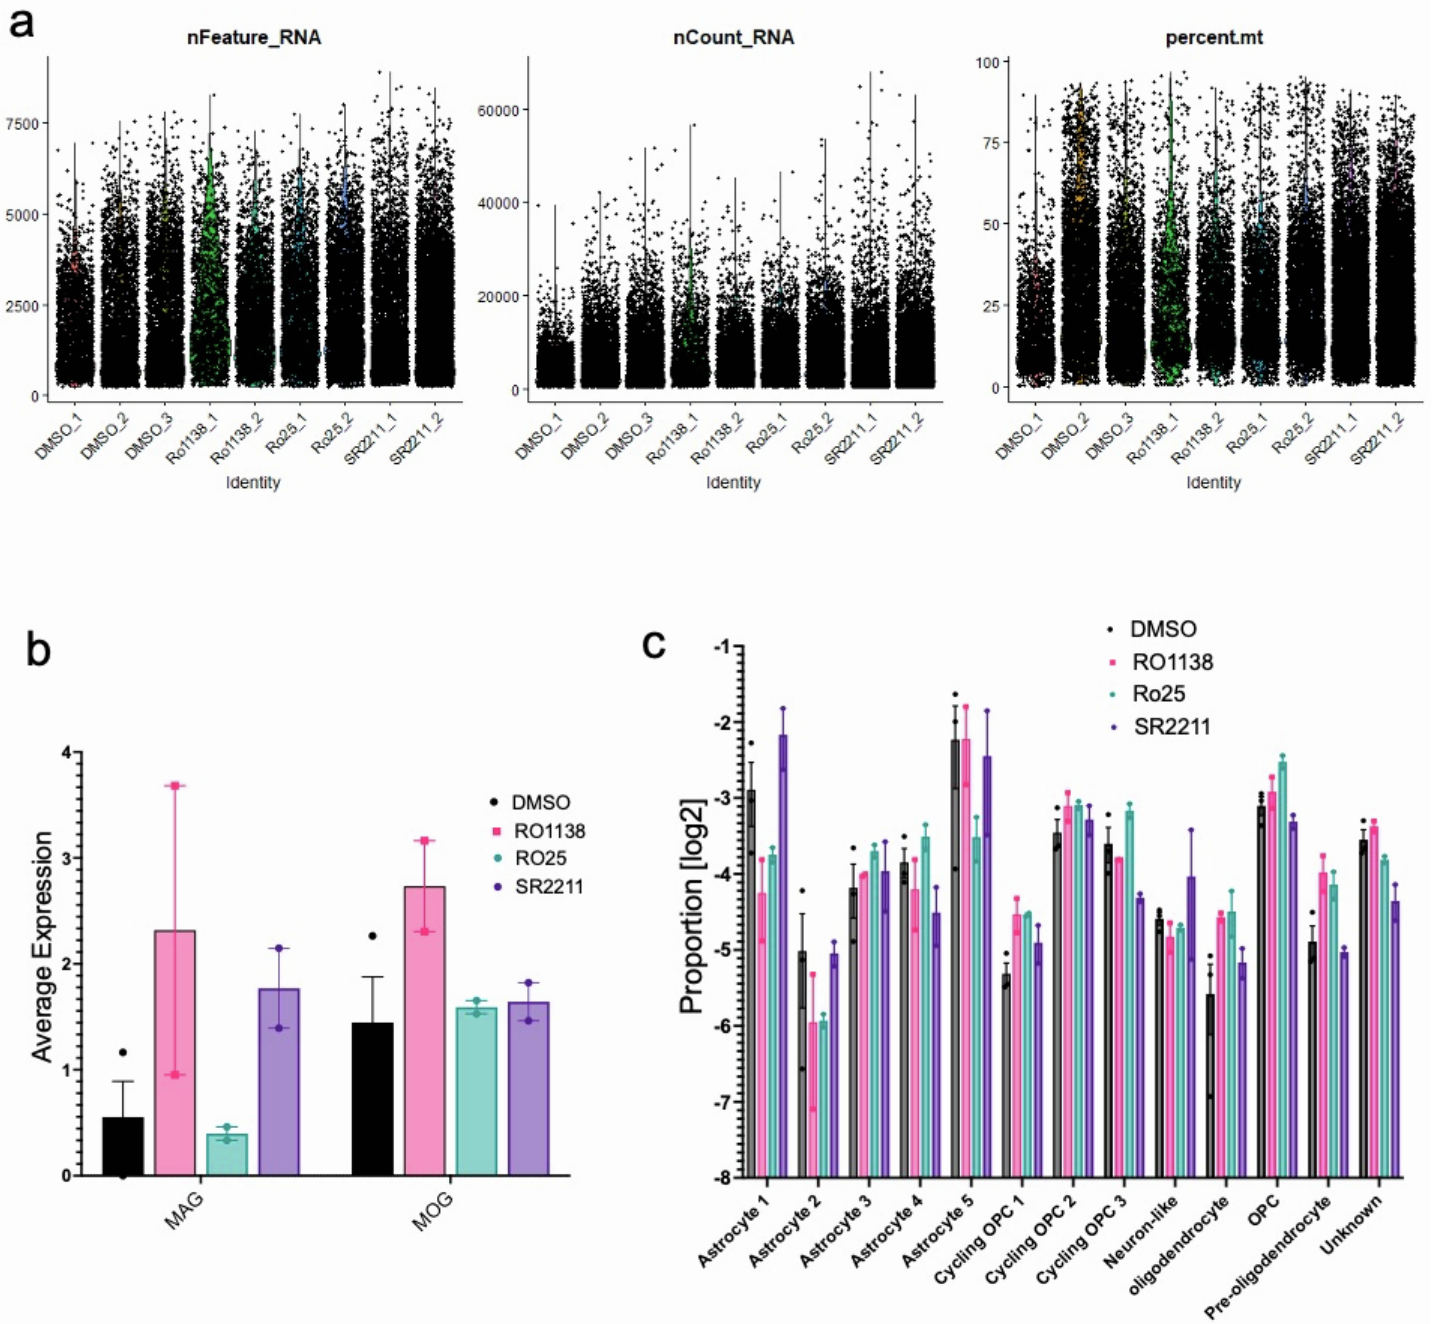 a
nFeature_RNA
nCount_RNA
percent.mt
7500
5000
2500
0
DMSO_1
DMSO_2
DMSO_3
Ro1138_1
Ro1138_2
Ro25_1
Ro25_2
SR2211_1
SR2211_2
Identity
60000
40000
20000
0
DMSO_1
DMSO_2
DMSO_3
Ro1138_1
Ro1138_2
Ro25_1
Ro25_2
SR2211_1
SR2211_2
Identity
100
75
50
25
0
DMSO_1
DMSO_2
DMSO_3
Ro1138_1
Ro1138_2
Ro25_1
Ro25_2
SR2211_1
SR2211_2
Identity
b
Average Expression
4
3
2
1
0
MAG
MOG
DMSO
RO1138
RO25
SR2211
c
Proportion [log2]
-1
-2
-3
-4
-5
-6
-7
-8
DMSO
RO1138
Ro25
SR2211
Astrocyte 1
Astrocyte 2
Astrocyte 3
Astrocyte 4
Astrocyte 5
Cycling OPC 1
Cycling OPC 2
Cycling OPC 3
Neuron-like
oligodendrocyte
OPC
Pre-oligodendrocyte
Unknown